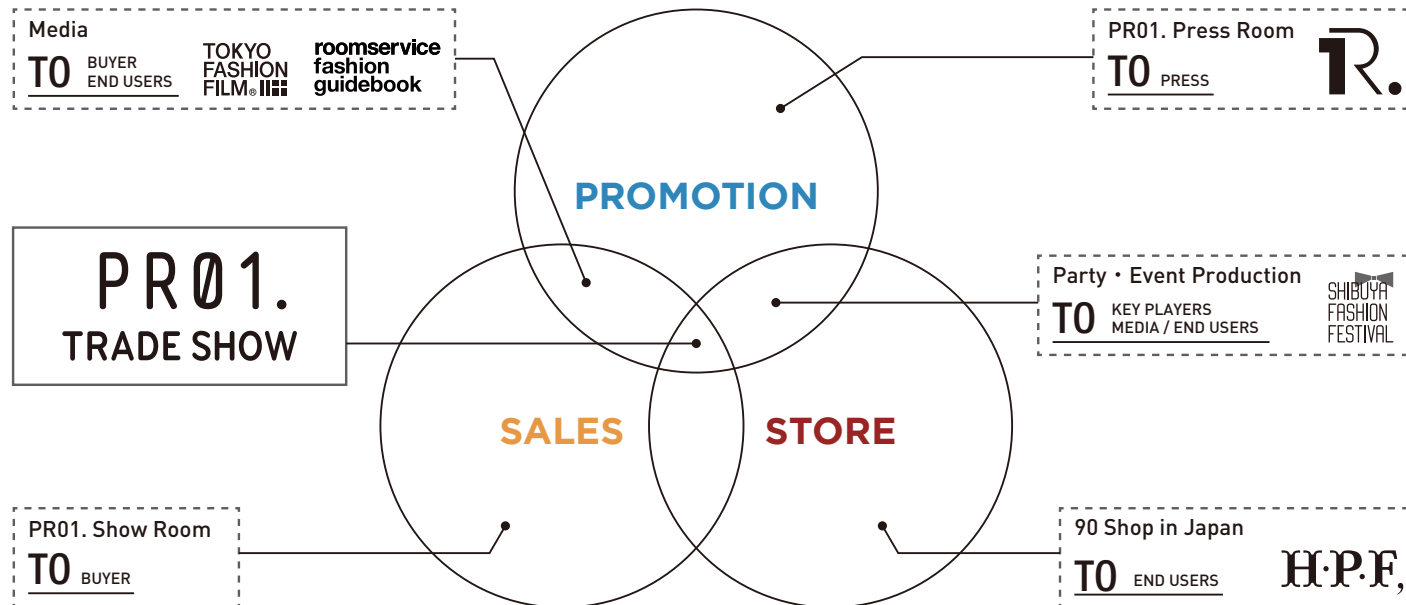 Media
TO BUYER
END USERS
TOKYO
FASHION
FILM®
roomservice
fashion
guidebook
PR01. Press Room
TO PRESS
1R.
PROMOTION
PR01.
TRADE SHOW
Party・Event Production
TO KEY PLAYERS
MEDIA / END USERS
SHIBUYA
FASHION
FESTIVAL
SALES
STORE
PR01. Show Room
TO BUYER
90 Shop in Japan
TO END USERS
H·P·F,